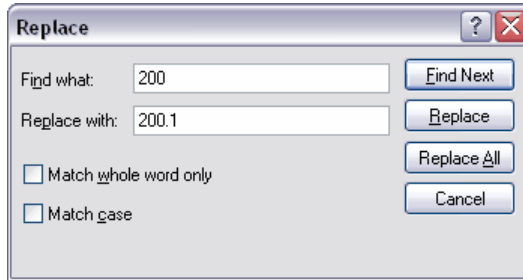 Replace
Find what: 200 Find Next
Replace with: 200.1 Replace
Replace All
Match whole word only
Cancel
Match case